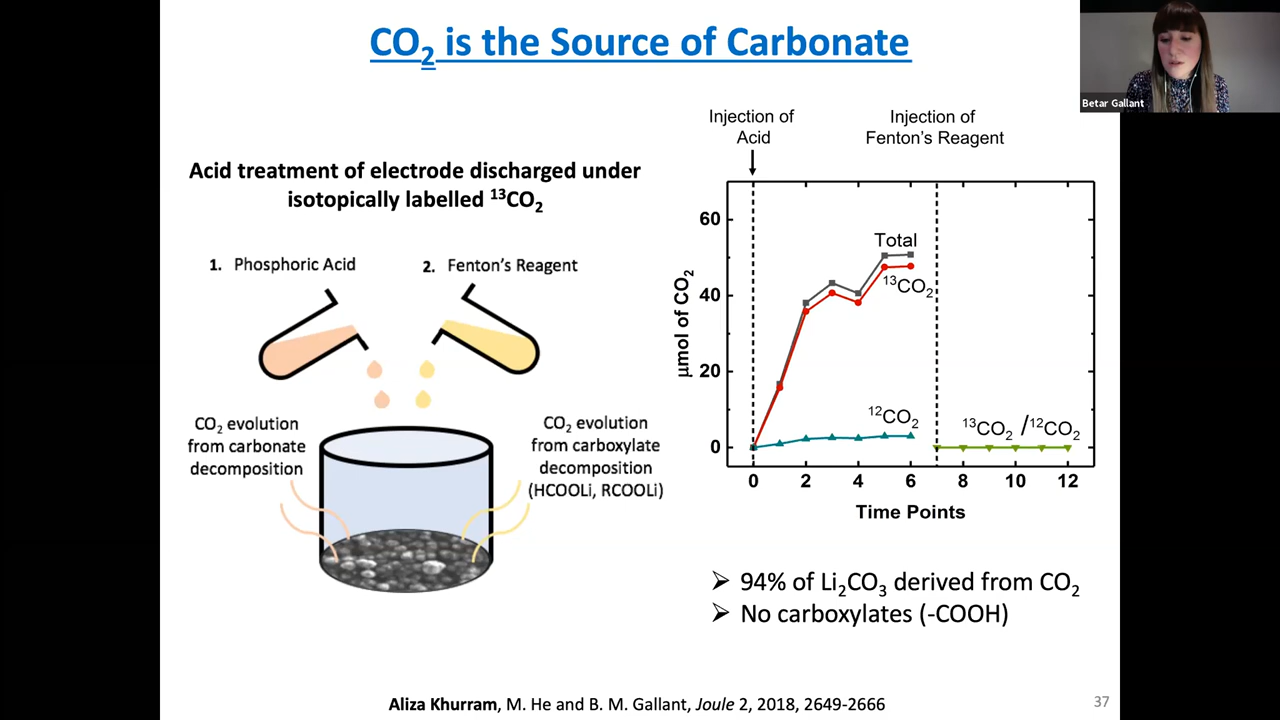 CO₂ is the Source of Carbonate
Betar Gallant
Acid treatment of electrode discharged under
isotopically labelled ¹³CO₂
1. Phosphoric Acid
2. Fenton's Reagent
CO₂ evolution
from carbonate
decomposition
CO₂ evolution
from carboxylate
decomposition
(HCOOLi, RCOOLi)
Injection of
Acid
Injection of
Fenton's Reagent
μmol of CO₂
60
40
20
0
Total
¹³CO₂
¹²CO₂
¹³CO₂ /¹²CO₂
0 2 4 6 8 10 12
Time Points
➢ 94% of Li₂CO₃ derived from CO₂
➢ No carboxylates (-COOH)
Aliza Khurram, M. He and B. M. Gallant, Joule 2, 2018, 2649-2666
37